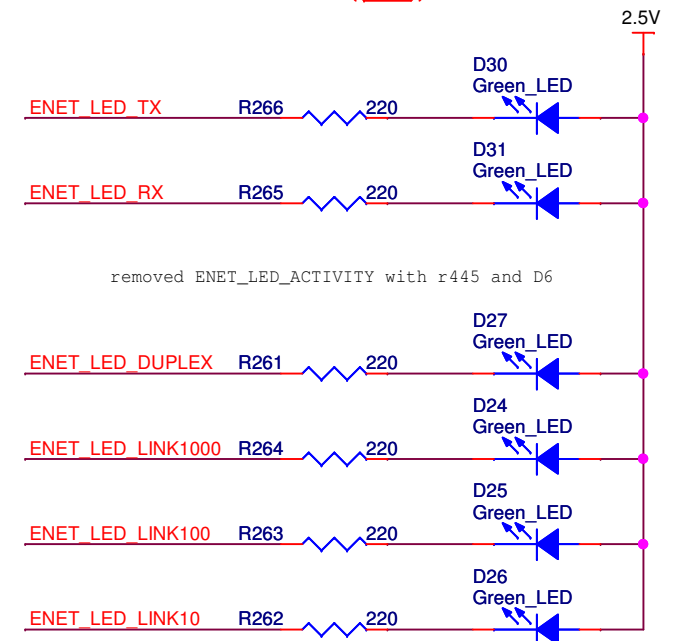 2.5V
D30
Green_LED
ENET_LED_TX R266 220
D31
Green_LED
ENET_LED_RX R265 220
removed ENET_LED_ACTIVITY with r445 and D6
D27
Green_LED
ENET_LED_DUPLEX R261 220
D24
Green_LED
ENET_LED_LINK1000 R264 220
D25
Green_LED
ENET_LED_LINK100 R263 220
D26
Green_LED
ENET_LED_LINK10 R262 220